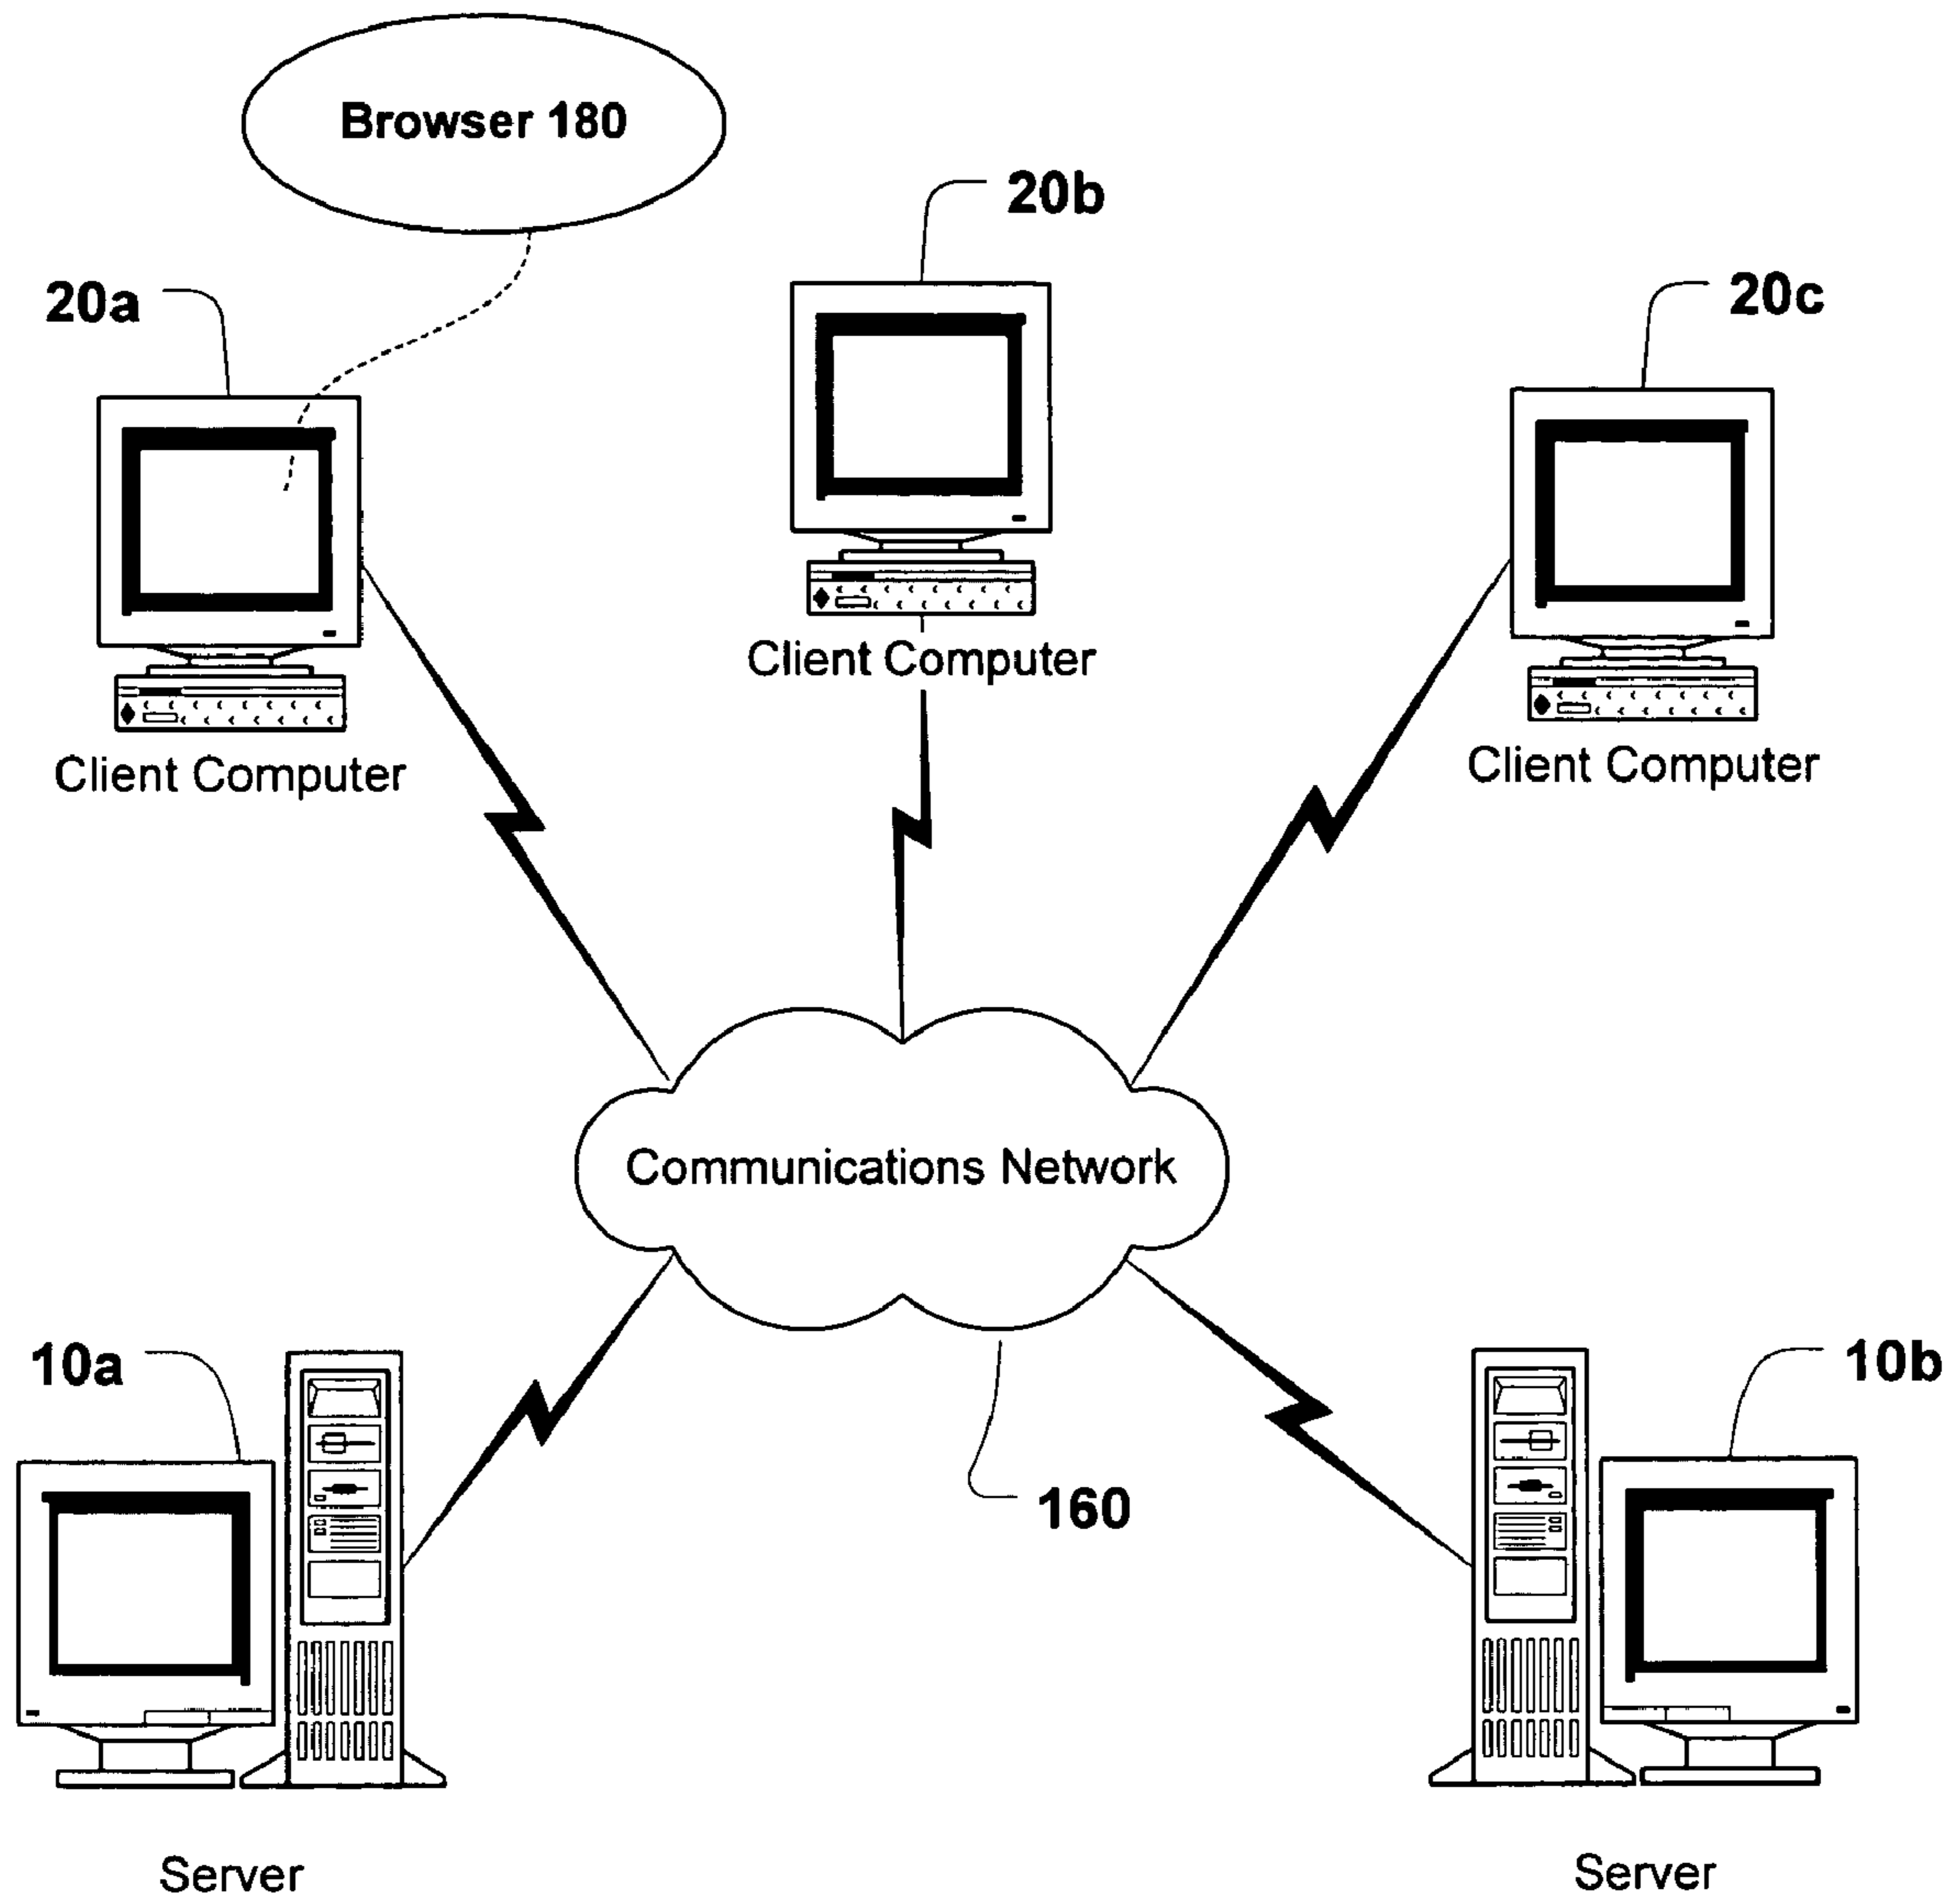 Browser 180
20b
20a
20c
Client Computer
Client Computer
Client Computer
Communications Network
10a
10b
160
Server
Server